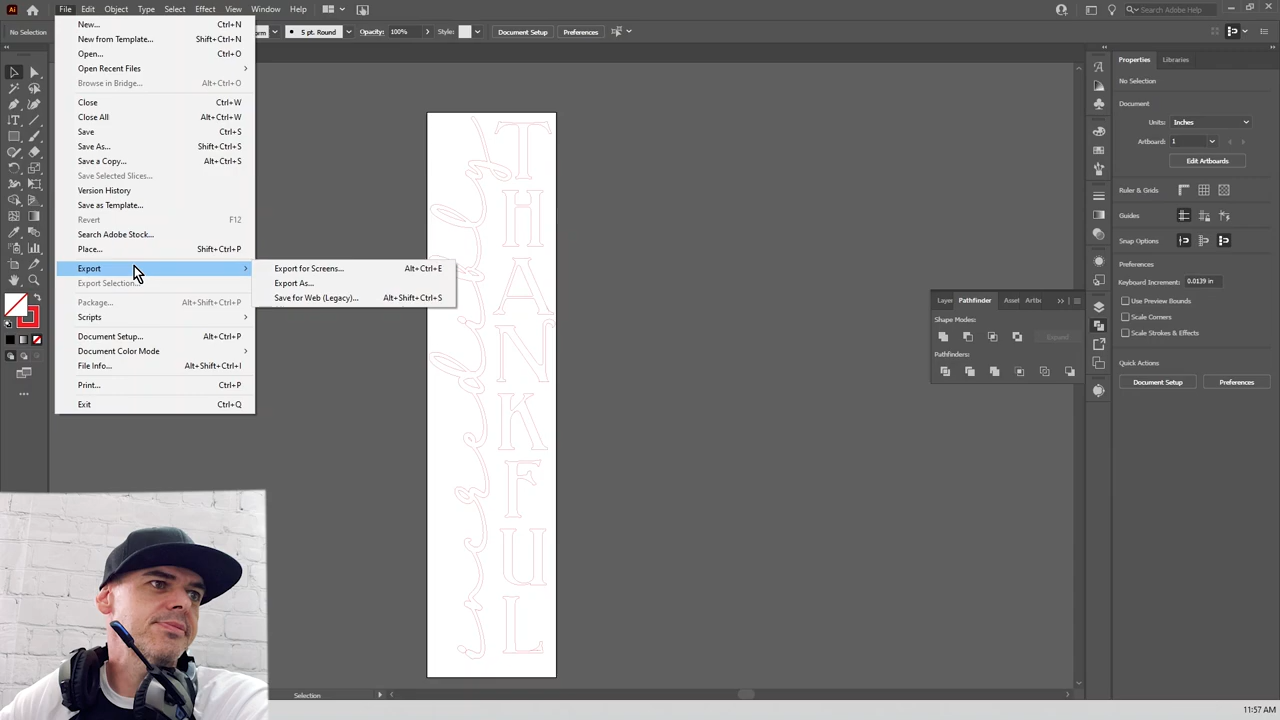 Ai File Edit Object Type Select Effect View Window Help Search Adobe Help
No Selection orm 5 pt. Round Opacity: 100% Style: Document Setup Preferences
New... Ctrl+N
New from Template... Shift+Ctrl+N
Open... Ctrl+O
Open Recent Files
Browse in Bridge... Alt+Ctrl+O
Close Ctrl+W
Close All Alt+Ctrl+W
Save Ctrl+S
Save As... Shift+Ctrl+S
Save a Copy... Alt+Ctrl+S
Save Selected Slices...
Version History
Save as Template...
Revert F12
Search Adobe Stock...
Place... Shift+Ctrl+P
Export
Export Selection...
Package... Alt+Shift+Ctrl+P
Scripts
Document Setup... Alt+Ctrl+P
Document Color Mode
File Info... Alt+Shift+Ctrl+I
Print... Ctrl+P
Exit Ctrl+Q
Export for Screens... Alt+Ctrl+E
Export As...
Save for Web (Legacy)... Alt+Shift+Ctrl+S
THANKFUL
Layer Pathfinder Asset Artb
Shape Modes:
Expand
Pathfinders:
Properties Libraries
No Selection
Document
Units: Inches
Artboard: 1
Edit Artboards
Ruler & Grids
Guides
Snap Options
Preferences
Keyboard Increment: 0.0139 in
Use Preview Bounds
Scale Corners
Scale Strokes & Effects
Quick Actions
Document Setup Preferences
Selection
11:57 AM